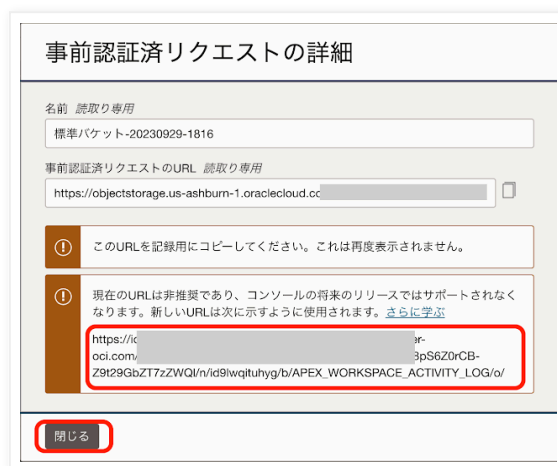 事前認証済リクエストの詳細
名前 読取り専用
標準バケット-20230929-1816
事前認証済リクエストのURL 読取り専用
https://objectstorage.us-ashburn-1.oraclecloud.cc
このURLを記録用にコピーしてください。これは再度表示されません。
現在のURLは非推奨であり、コンソールの将来のリリースではサポートされなく
なります。新しいURLは次に示すように使用されます。さらに学ぶ
https://ic er-
oci.com/ 3pS6Z0rCB-
Z9t29GbZT7zZWQI/n/id9lwqituhyg/b/APEX_WORKSPACE_ACTIVITY_LOG/o/
閉じる